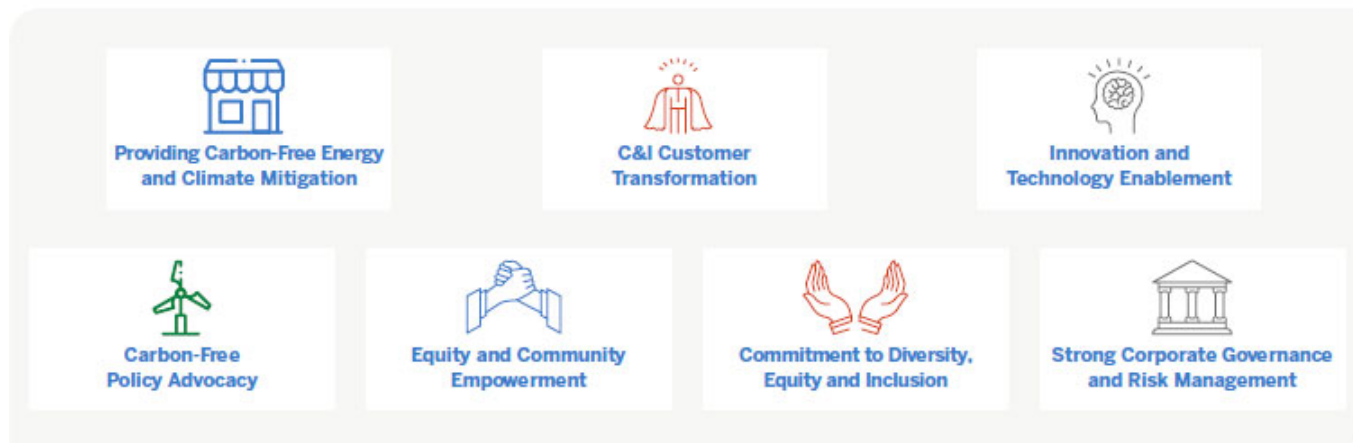 Providing Carbon-Free Energy
and Climate Mitigation
C&I Customer
Transformation
Innovation and
Technology Enablement
Carbon-Free
Policy Advocacy
Equity and Community
Empowerment
Commitment to Diversity,
Equity and Inclusion
Strong Corporate Governance
and Risk Management